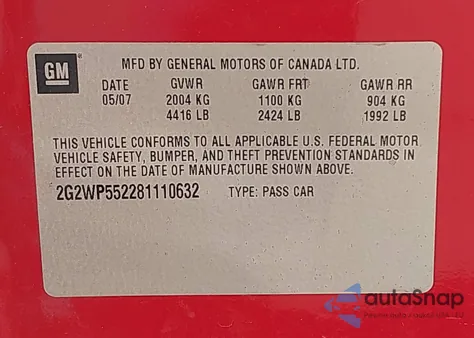 GM
MFD BY GENERAL MOTORS OF CANADA LTD.
DATE GVWR GAWR FRT GAWR RR
05/07 2004 KG 1100 KG 904 KG
4416 LB 2424 LB 1992 LB
THIS VEHICLE CONFORMS TO ALL APPLICABLE U.S. FEDERAL MOTOR
VEHICLE SAFETY, BUMPER, AND THEFT PREVENTION STANDARDS IN
EFFECT ON THE DATE OF MANUFACTURE SHOWN ABOVE.
2G2WP552281110632 TYPE: PASS CAR
autoSnap